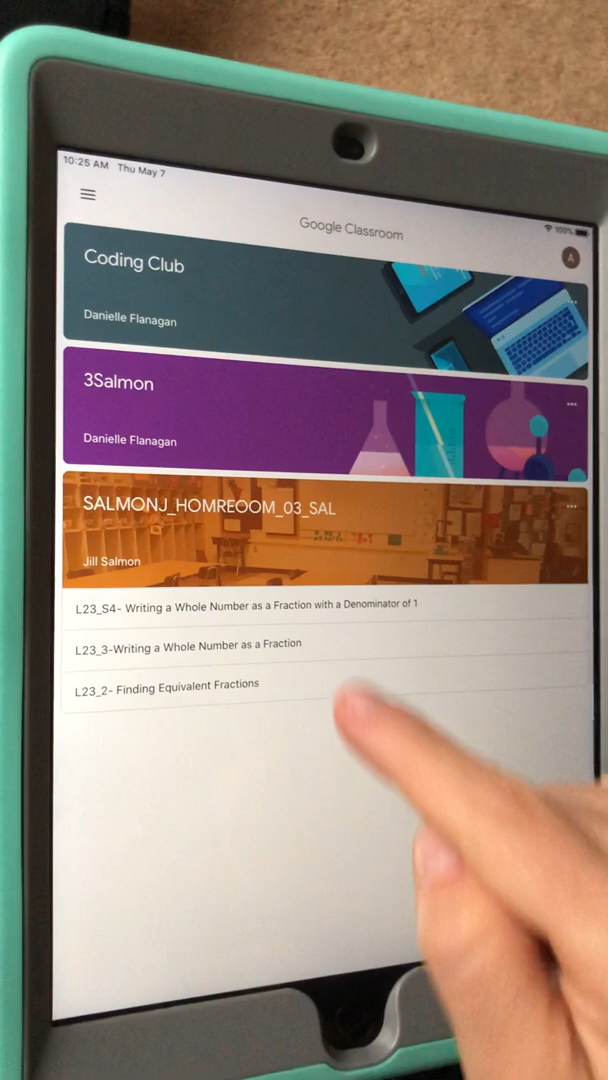 10:25 AM Thu May 7
100%
Google Classroom
A
Coding Club
Danielle Flanagan
3Salmon
Danielle Flanagan
SALMONJ_HOMREOOM_03_SAL
Jill Salmon
L23_S4- Writing a Whole Number as a Fraction with a Denominator of 1
L23_3-Writing a Whole Number as a Fraction
L23_2- Finding Equivalent Fractions